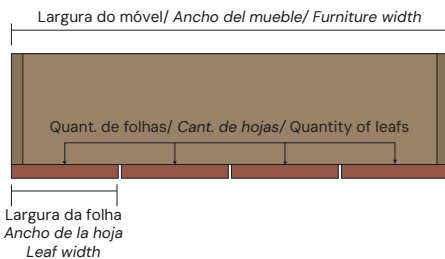 Largura do móvel/ Ancho del mueble/ Furniture width
Quant. de folhas/ Cant. de hojas/ Quantity of leafs
Largura da folha
Ancho de la hoja
Leaf width